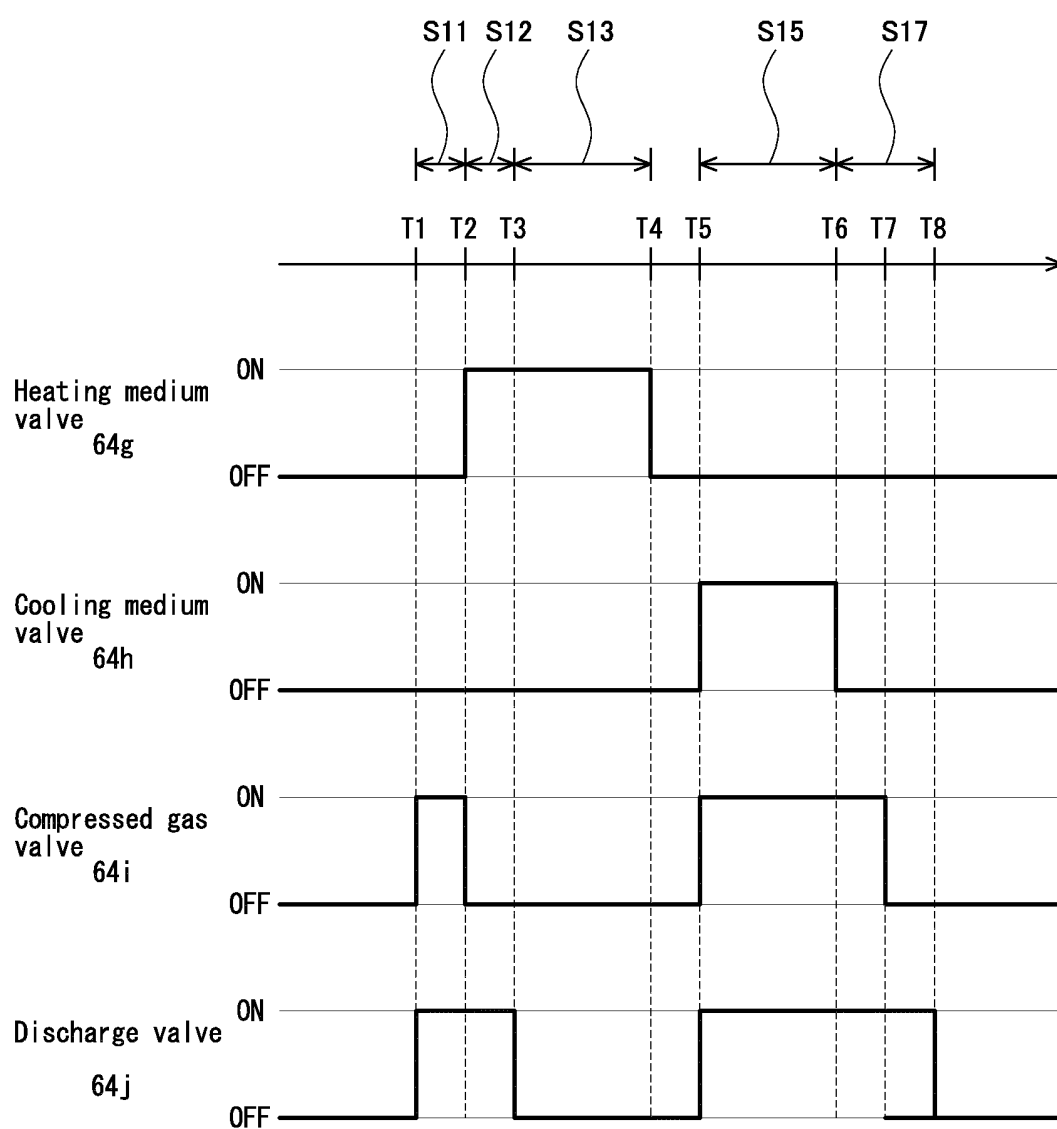 S11 S12 S13 S15 S17
T1 T2 T3 T4 T5 T6 T7 T8
ON
Heating medium
valve
64g
OFF
ON
Cooling medium
valve
64h
OFF
ON
Compressed gas
valve
64i
OFF
ON
Discharge valve
64j
OFF